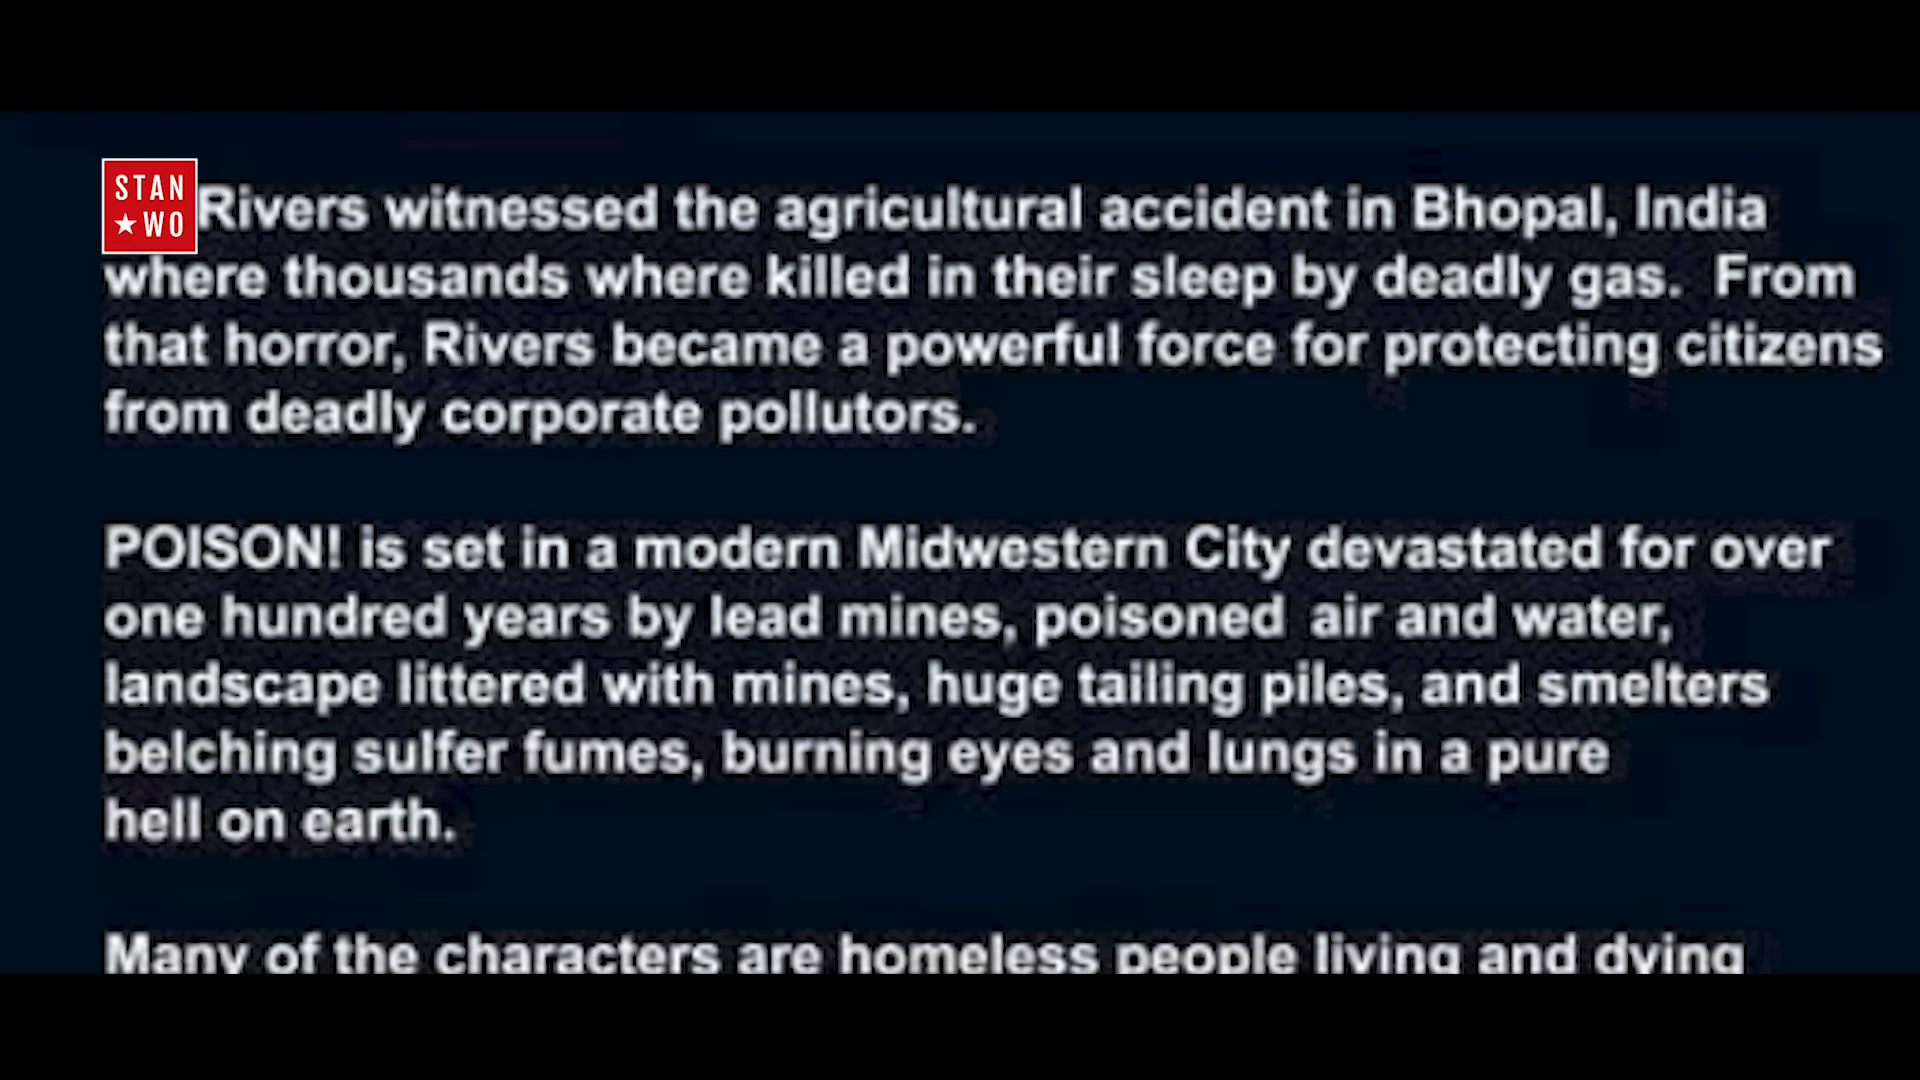 STAN
★WO
Rivers witnessed the agricultural accident in Bhopal, India
where thousands where killed in their sleep by deadly gas. From
that horror, Rivers became a powerful force for protecting citizens
from deadly corporate pollutors.
POISON! is set in a modern Midwestern City devastated for over
one hundred years by lead mines, poisoned air and water,
landscape littered with mines, huge tailing piles, and smelters
belching sulfer fumes, burning eyes and lungs in a pure
hell on earth.
Many of the characters are homeless people living and dying